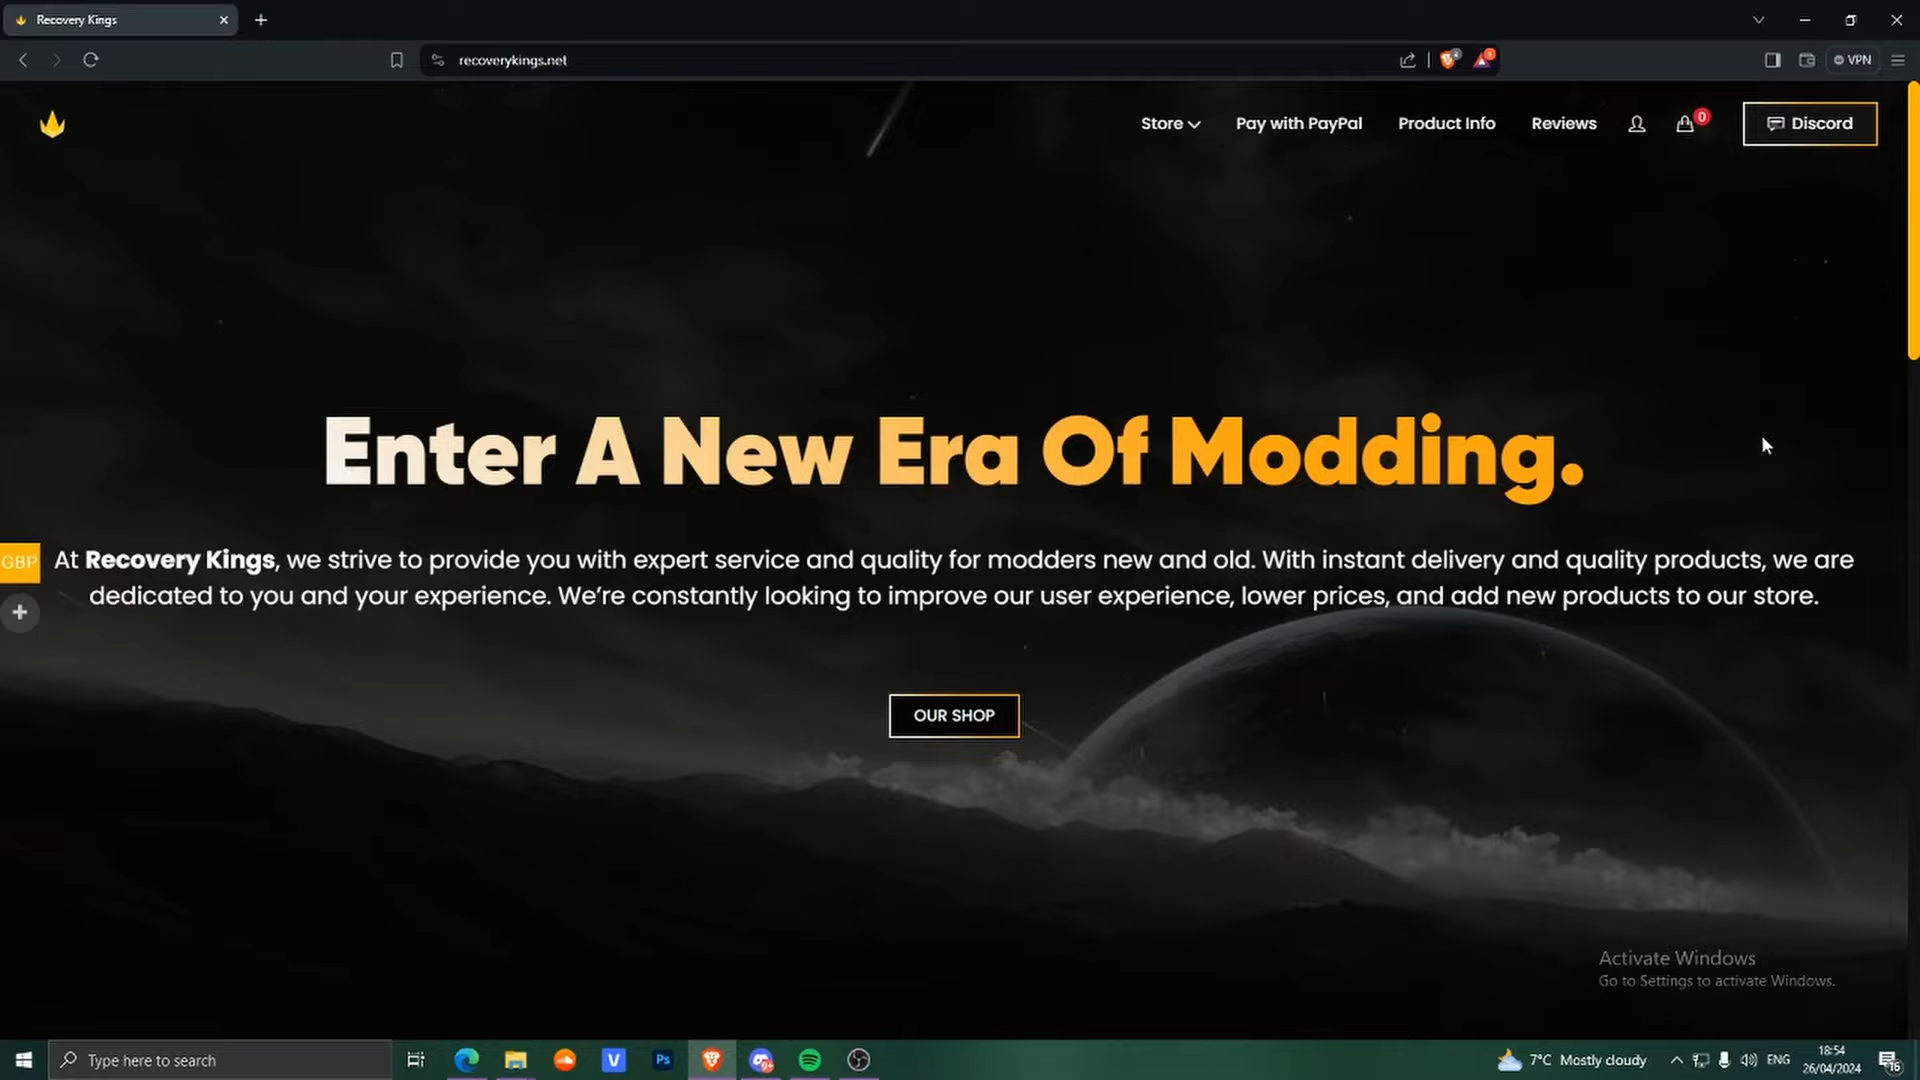 Recovery Kings
recoverykings.net
VPN
Store
Pay with PayPal
Product Info
Reviews
0
Discord
Enter A New Era Of Modding.
GBP
At Recovery Kings, we strive to provide you with expert service and quality for modders new and old. With instant delivery and quality products, we are
dedicated to you and your experience. We're constantly looking to improve our user experience, lower prices, and add new products to our store.
OUR SHOP
Activate Windows
Go to Settings to activate Windows.
Type here to search
V
Ps
7°C Mostly cloudy
ENG
18:54
26/04/2024
16